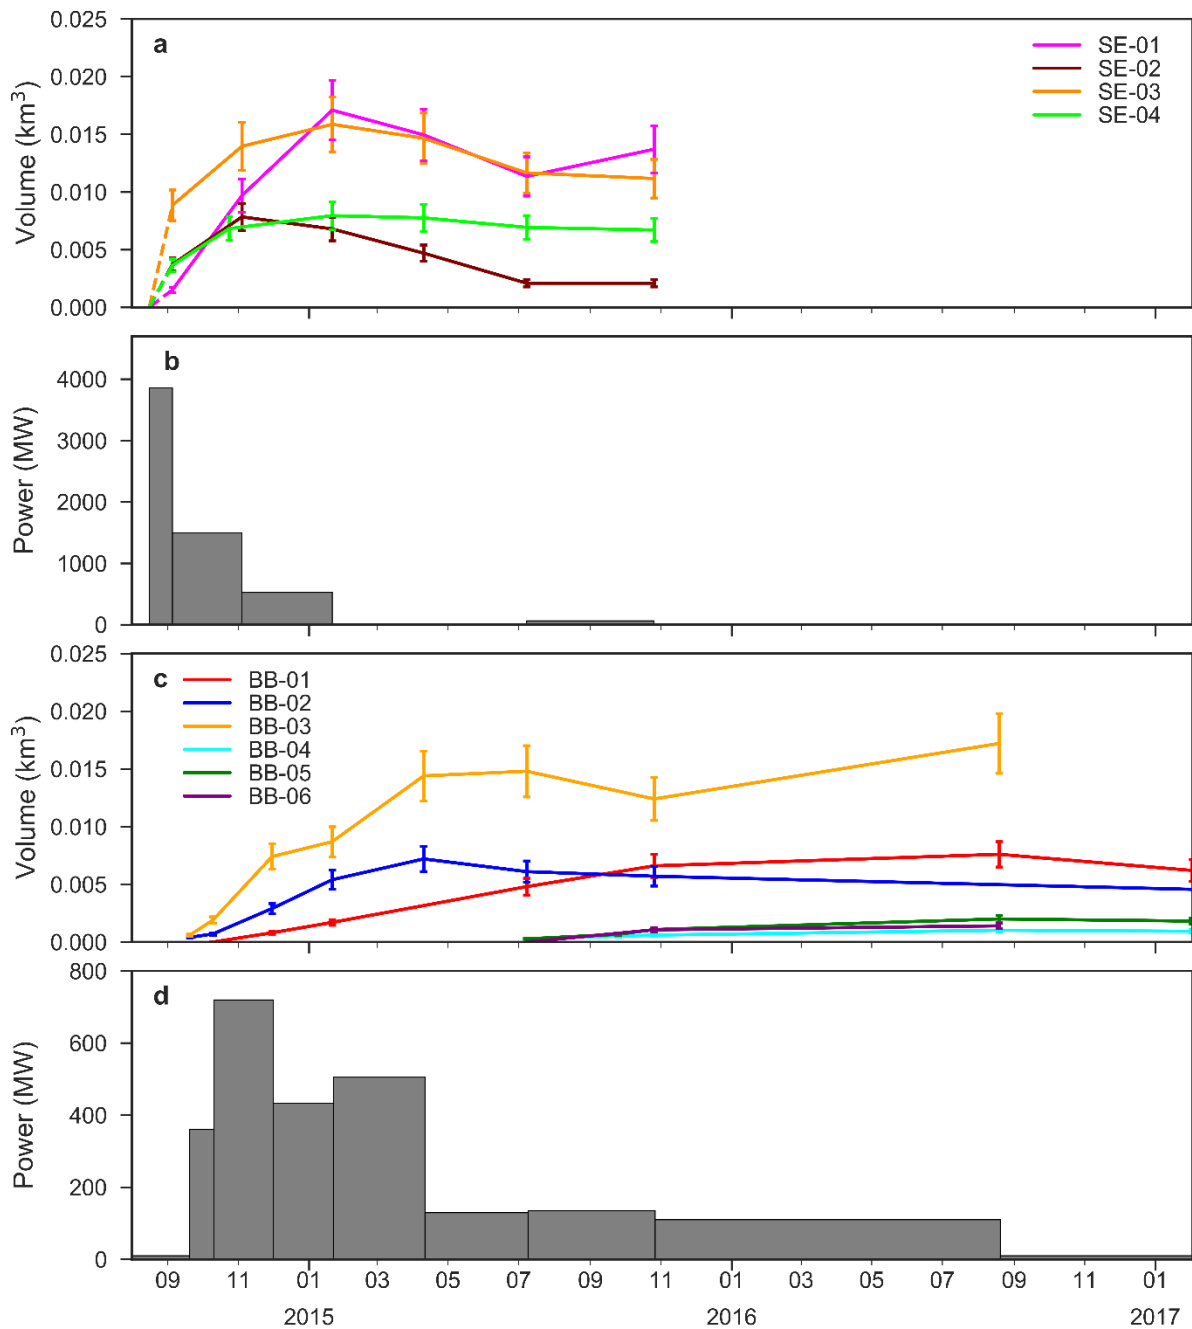 a
Volume (km³)
0.025
0.020
0.015
0.010
0.005
0.000
SE-01
SE-02
SE-03
SE-04
b
Power (MW)
4000
3000
2000
1000
0
c
Volume (km³)
0.025
0.020
0.015
0.010
0.005
0.000
BB-01
BB-02
BB-03
BB-04
BB-05
BB-06
d
Power (MW)
800
600
400
200
0
09 11 01 03 05 07 09 11 01 03 05 07 09 11 01
2015 2016 2017